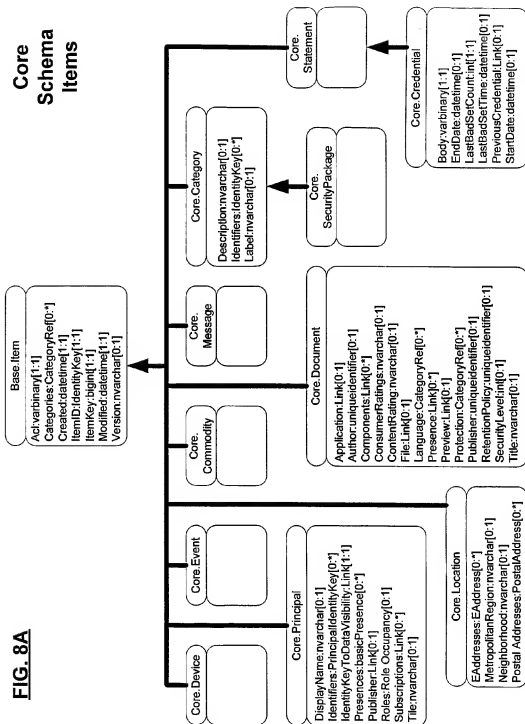 FIG. 8A
Core
Schema
Items
Base.Item
Acl:varbinary[1:1]
Categories:CategoryRef[0:*]
Created:datetime[1:1]
ItemID:IdentityKey[1:1]
ItemKey:bigint[1:1]
Modified:datetime[1:1]
Version:nvarchar[0:1]
Core.Device
Core.Event
Core.
Commodity
Core.
Message
Core.Category
Description:nvarchar[0:1]
Identifiers:IdentityKey[0:*]
Label:nvarchar[0:1]
Core.
Statement
Core.Principal
DisplayName:nvarchar[0:1]
Identifiers:PrincipalIdentityKey[0:*]
IdentityKeyToDataVisibility:Link[1:1]
Presences:basicPresence[0:*]
Publisher:Link[0:1]
Roles:Role Occupancy[0:1]
Subscriptions:Link[0:*]
Tile:nvarchar[0:1]
Core.Document
Application:Link[0:1]
Author:uniqueidentifier[0:1]
Components:Link[0:*]
ConsumerRatings:nvarchar[0:1]
ContentRating:nvarchar[0:1]
File:Link[0:1]
Language:CategoryRef[0:*]
Presence:Link[0:*]
Preview:Link[0:1]
Protection:CategoryRef[0:*]
Publisher:uniqueidentifier[0:1]
RetentionPolicy:uniqueidentifier[0:1]
SecurityLevel:int[0:1]
Title:nvarchar[0:1]
Core.
SecurityPackage
Core.Credential
Body:varbinary[1:1]
EndDate:datetime[0:1]
LastBadSetCount:int[1:1]
LastBadSetTime:datetime[0:1]
PreviousCredential:Link[0:1]
StartDate:datetime[0:1]
Core.Location
EAddresses:EAddress[0:*]
MetropolitanRegion:nvarchar[0:1]
Neighborhood:nvarchar[0:1]
Postal Addresses:PostalAddress[0:*]